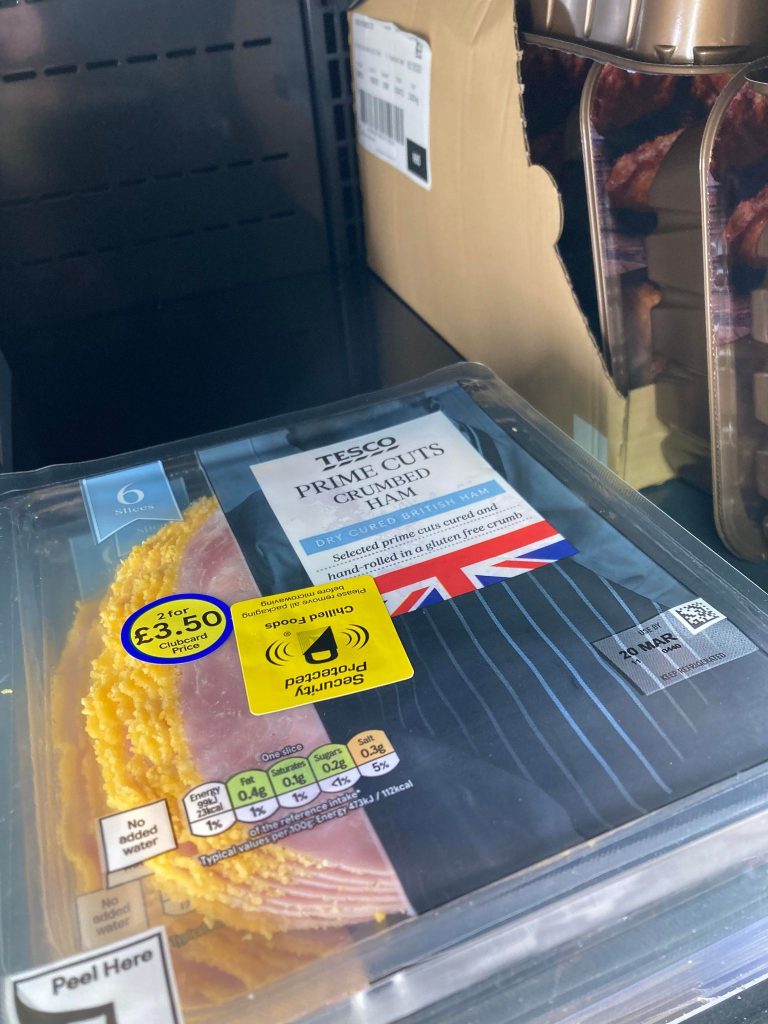 6
Slices
TESCO
PRIME CUTS
CRUMBED
HAM
DRY CURED BRITISH HAM
Selected prime cuts cured and
hand-rolled in a gluten free crumb
2 for
£3.50
Clubcard
Price
Security
Protected
®
Chilled Foods
Please remove all packaging
before microwaving
USE BY
20 MAR
11 0440
KEEP REFRIGERATED
One slice
Energy 99kJ 23kcal 1%
Fat 0.4g 1%
Saturates 0.1g 1%
Sugars 0.2g <1%
Salt 0.3g 5%
of the reference intake*
Typical values per 100g: Energy 473kJ / 112kcal
No
added
water
No
added
water
Peel Here